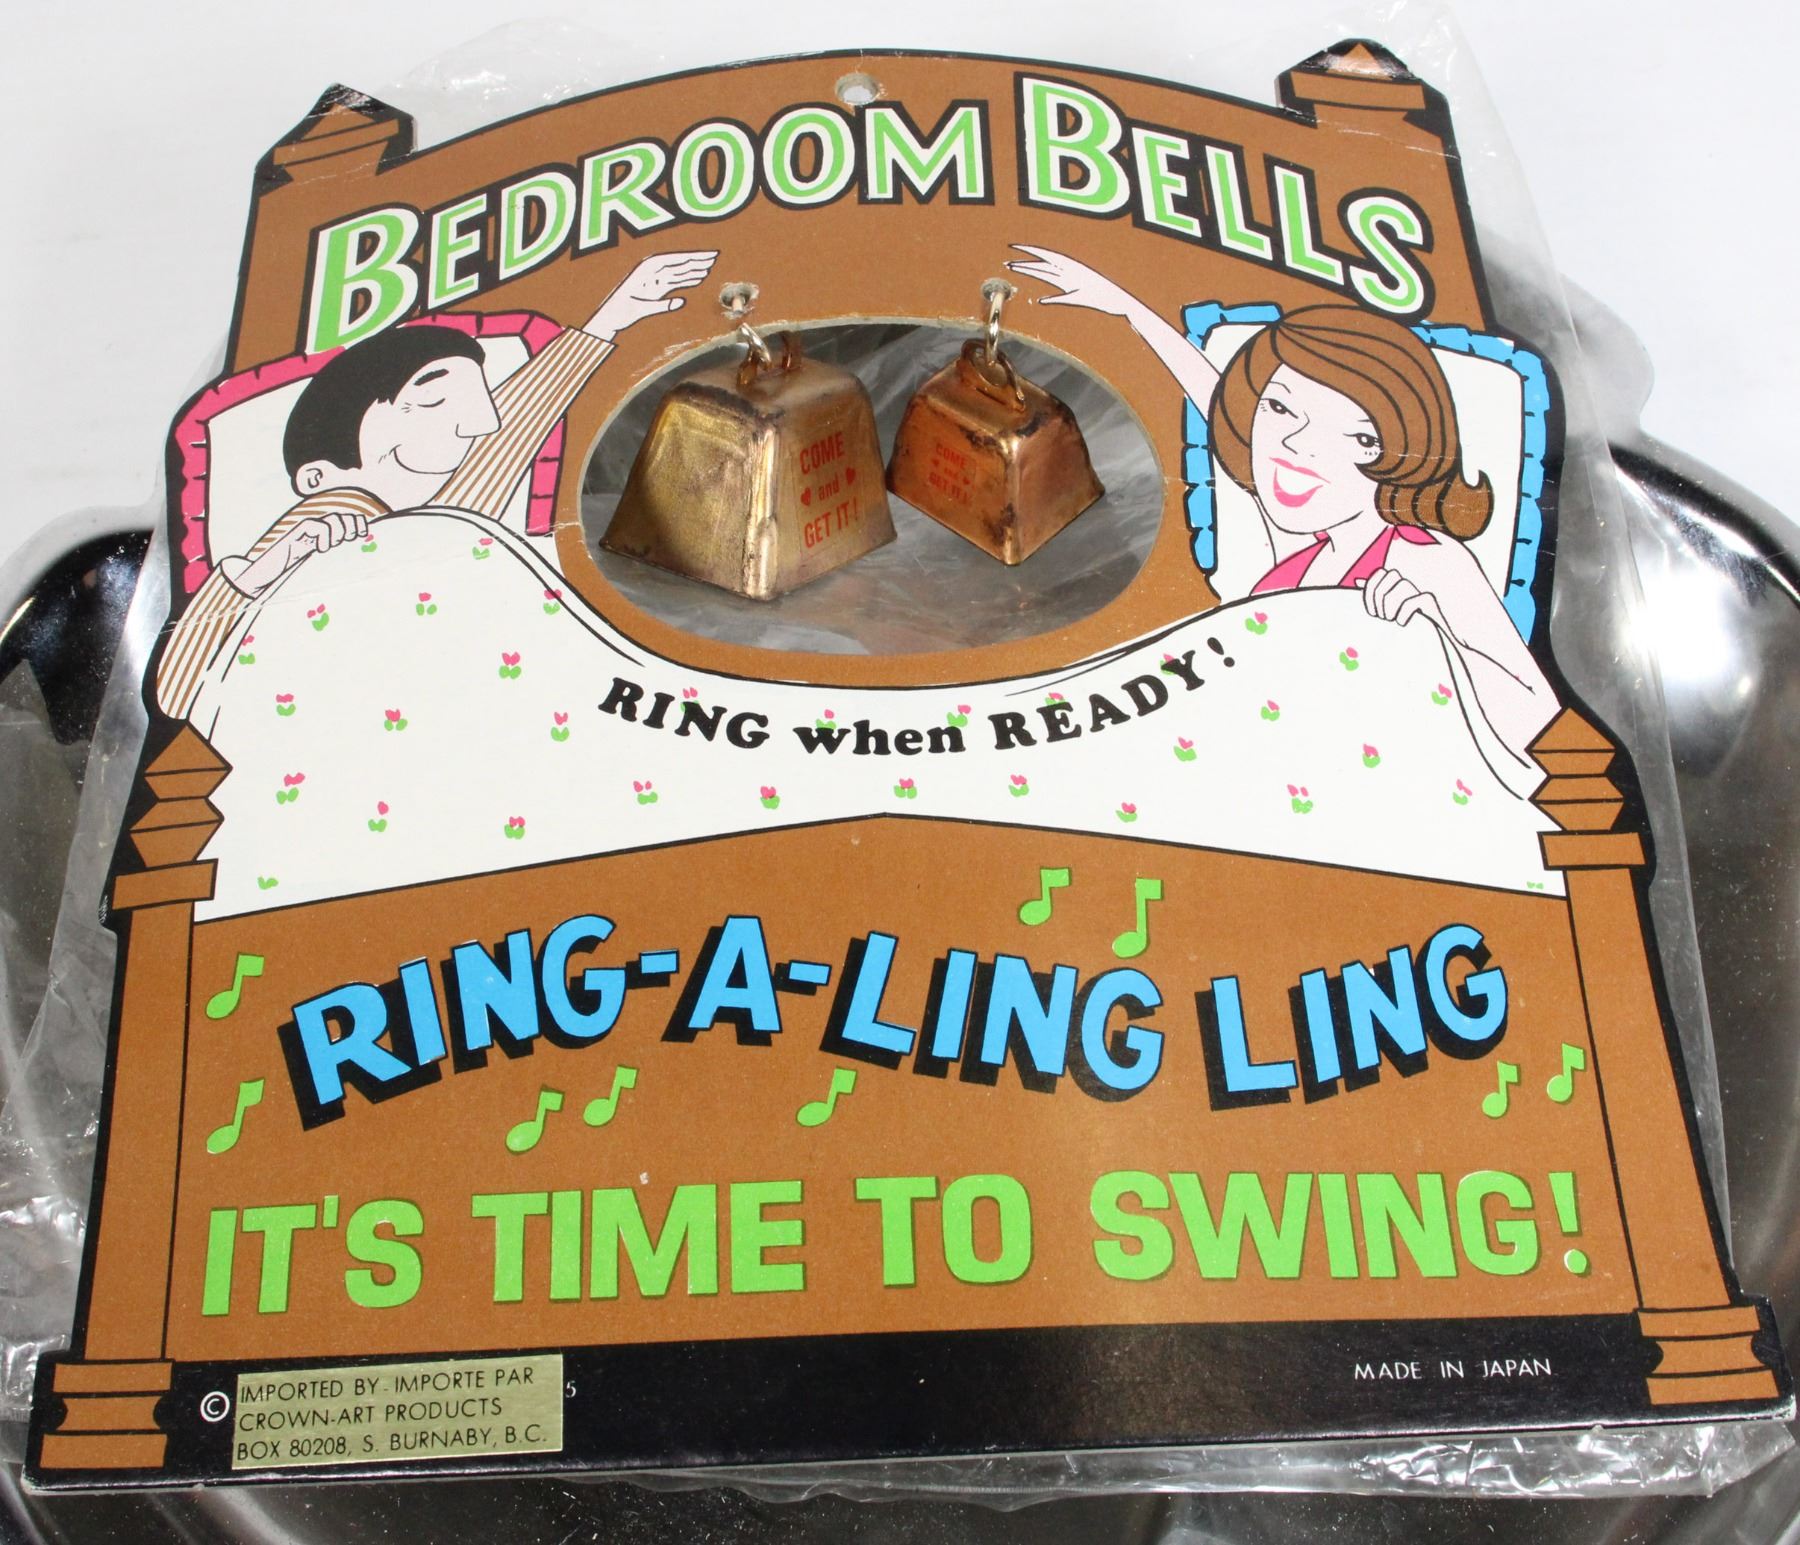 BEDROOM BELLS
COME
and
GET IT!
COME
and
GET IT!
RING when READY!
RING-A-LING LING
IT'S TIME TO SWING!
© IMPORTED BY - IMPORTE PAR
CROWN-ART PRODUCTS
BOX 80208, S. BURNABY, B.C.
5
MADE IN JAPAN